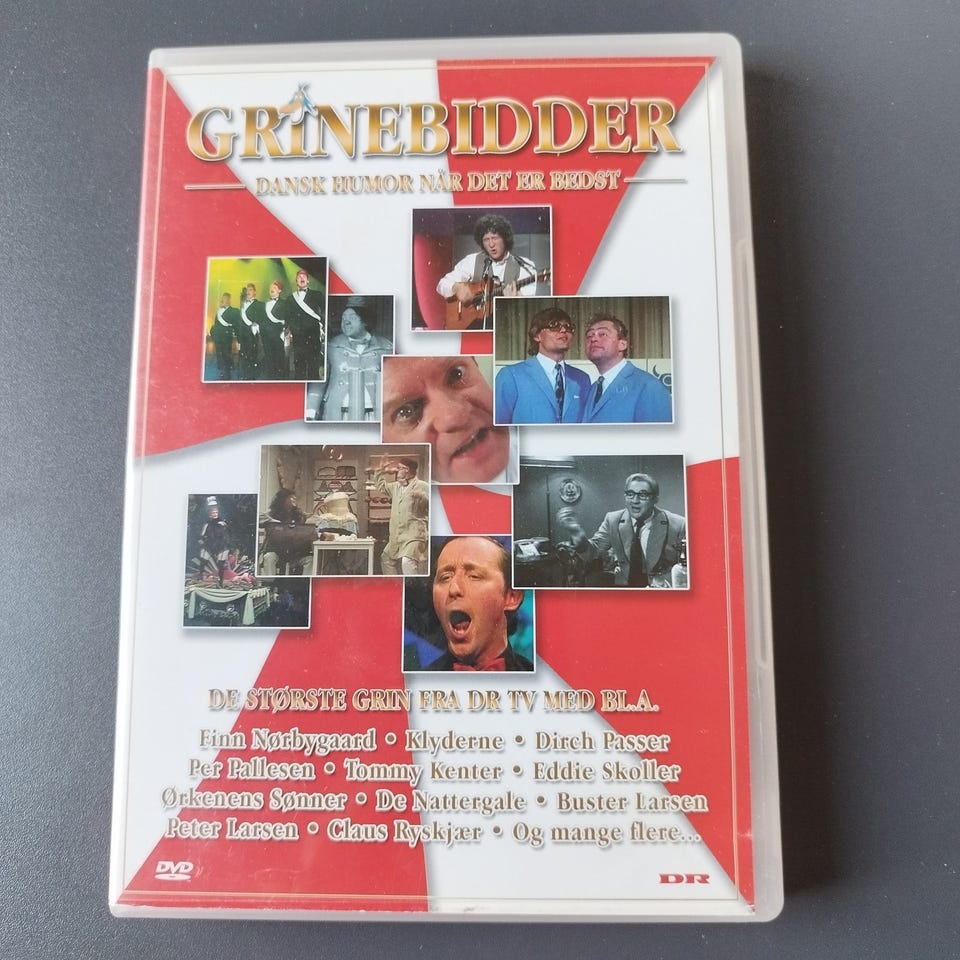 GRINEBIDDER
DANSK HUMOR NÅR DET ER BEDST
DE STØRSTE GRIN FRA DR TV MED BL.A.
Finn Nørbygaard • Klyderne • Dirch Passer
Per Pallesen • Tommy Kenter • Eddie Skoller
Ørkenens Sønner • De Nattergale • Buster Larsen
Peter Larsen • Claus Ryskjær • Og mange flere...
DVD
DR